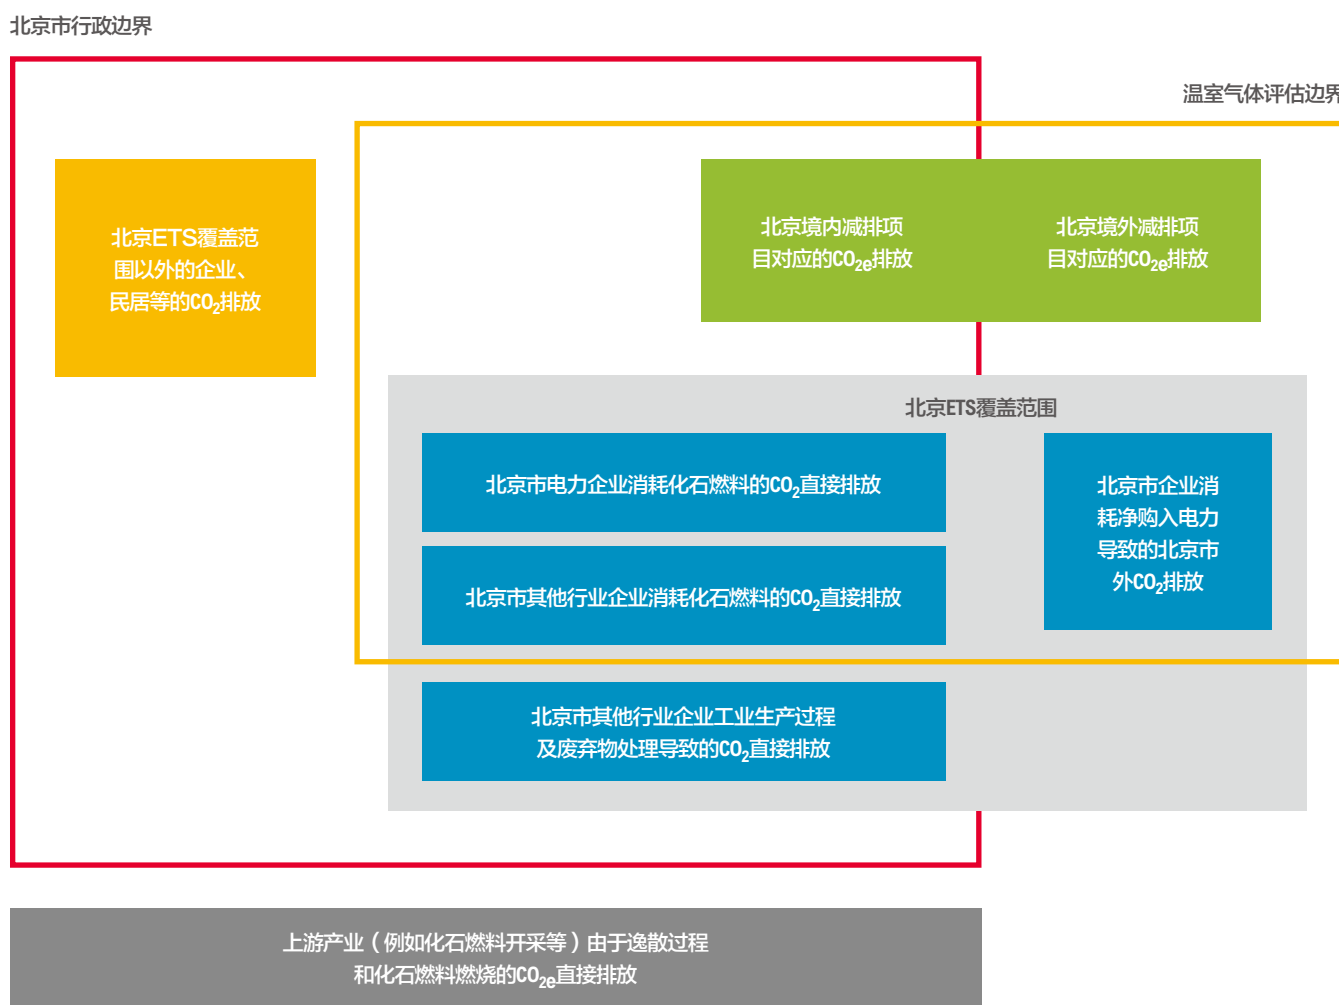 北京市行政边界
温室气体评估边界
北京ETS覆盖范
围以外的企业、
民居等的CO₂排放
北京境内减排项
目对应的CO₂e排放
北京境外减排项
目对应的CO₂e排放
北京ETS覆盖范围
北京市电力企业消耗化石燃料的CO₂直接排放
北京市其他行业企业消耗化石燃料的CO₂直接排放
北京市企业消
耗净购入电力
导致的北京市
外CO₂排放
北京市其他行业企业工业生产过程
及废弃物处理导致的CO₂直接排放
上游产业（例如化石燃料开采等）由于逸散过程
和化石燃料燃烧的CO₂e直接排放